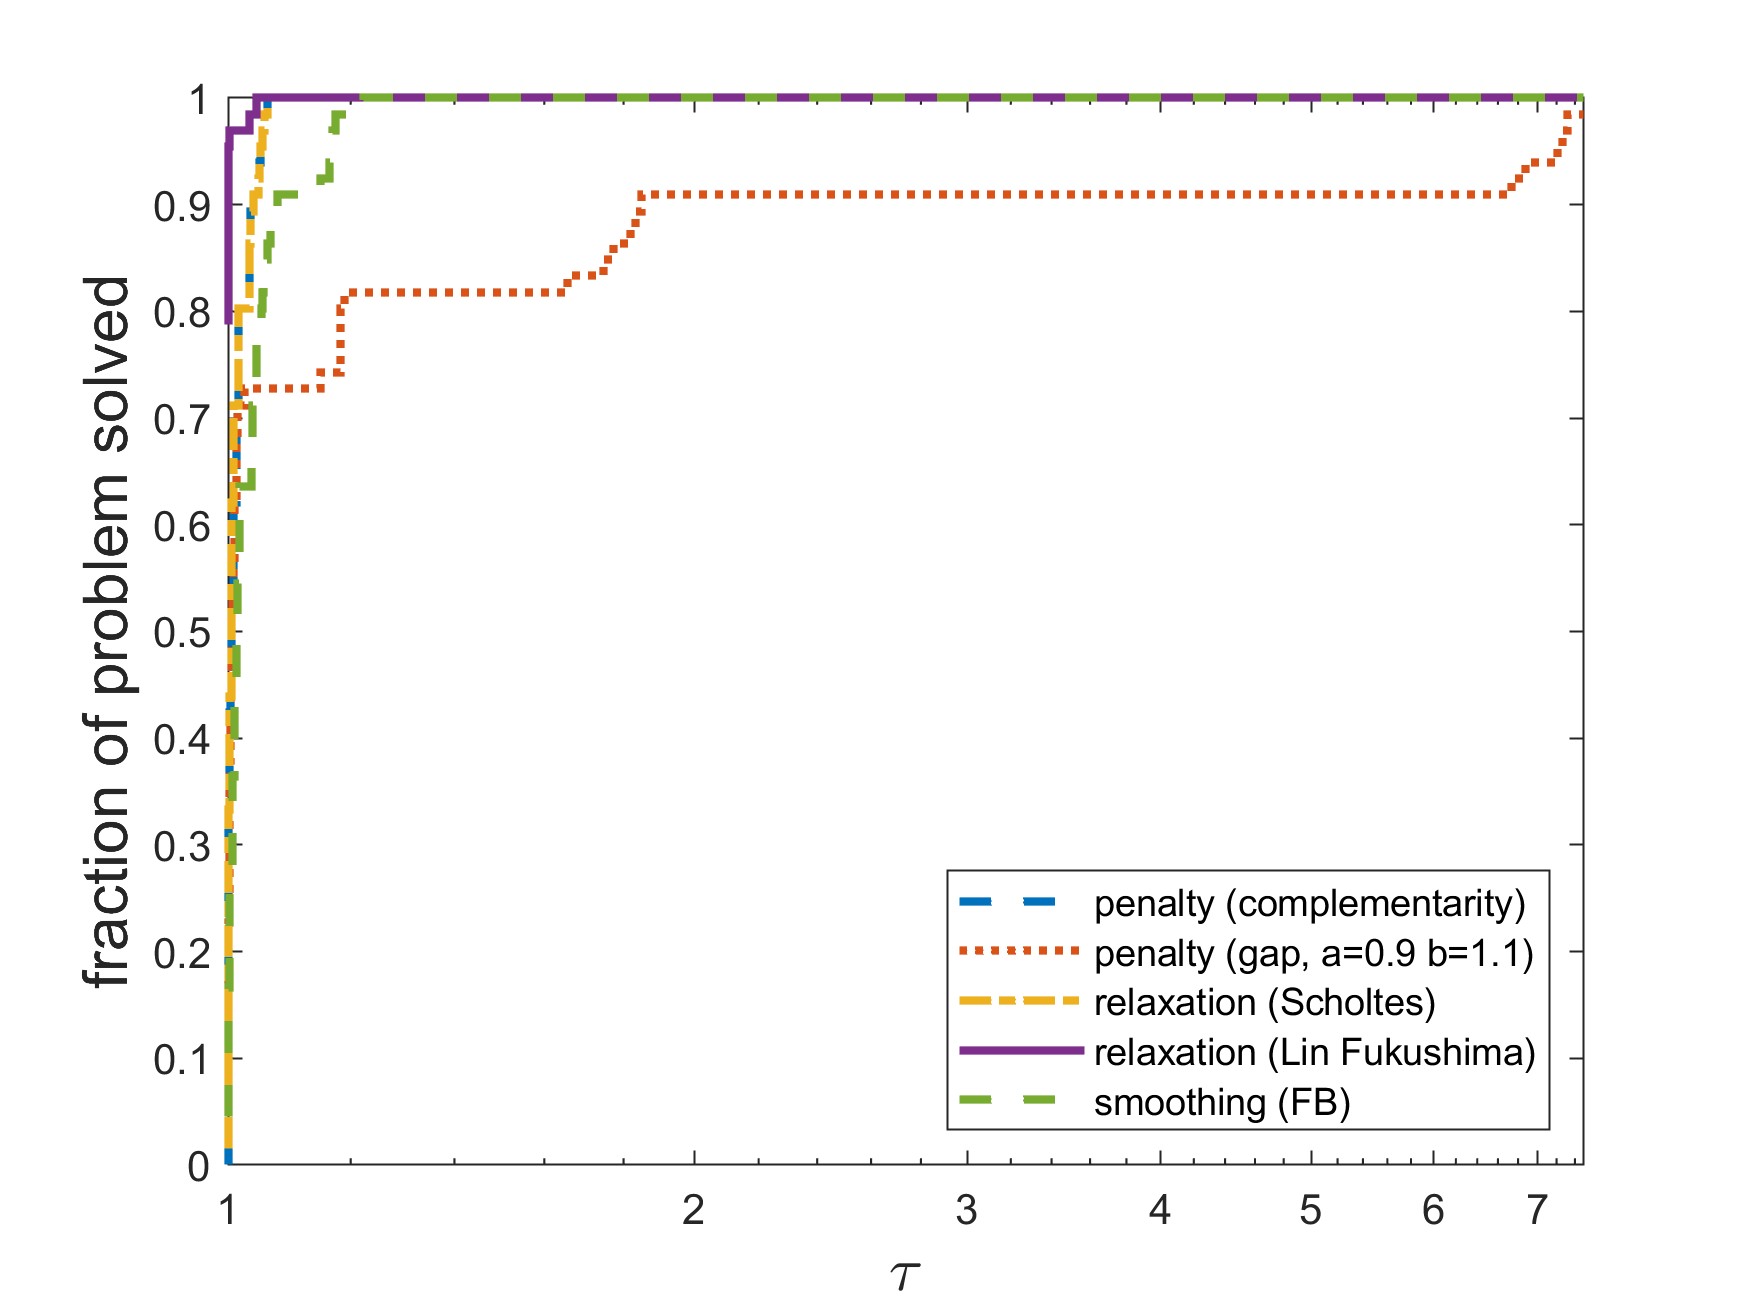 fraction of problem solved
1
0.9
0.8
0.7
0.6
0.5
0.4
0.3
0.2
0.1
0
penalty (complementarity)
penalty (gap, a=0.9 b=1.1)
relaxation (Scholtes)
relaxation (Lin Fukushima)
smoothing (FB)
1 2 3 4 5 6 7
τ